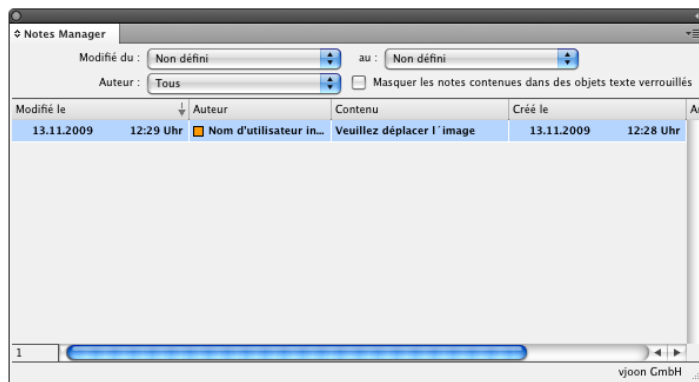 Notes Manager
Modifié du : Non défini au : Non défini
Auteur : Tous Masquer les notes contenues dans des objets texte verrouillés
Modifié le Auteur Contenu Créé le
13.11.2009 12:29 Uhr Nom d'utilisateur in... Veuillez déplacer l´image 13.11.2009 12:28 Uhr
1
vjoon GmbH